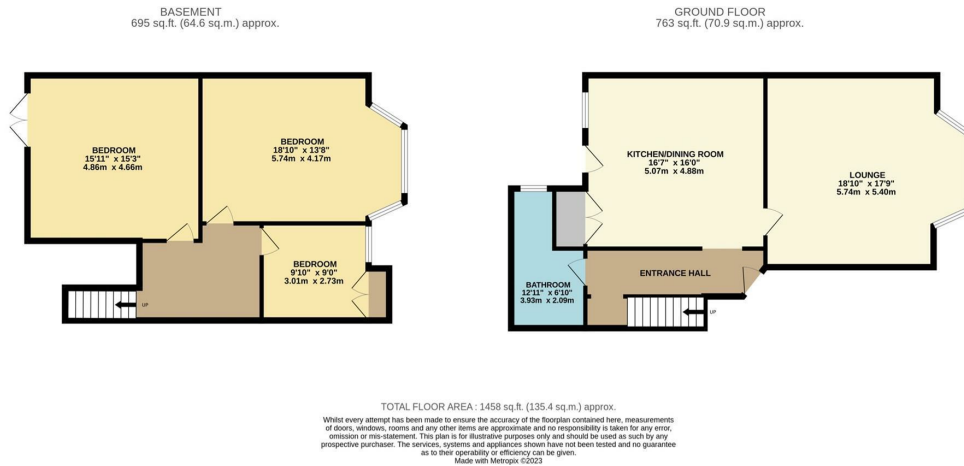 BASEMENT
695 sq.ft. (64.6 sq.m.) approx.
BEDROOM
15'11" x 15'3"
4.86m x 4.66m
BEDROOM
18'10" x 13'8"
5.74m x 4.17m
BEDROOM
9'10" x 9'0"
3.01m x 2.73m
UP
GROUND FLOOR
763 sq.ft. (70.9 sq.m.) approx.
KITCHEN/DINING ROOM
16'7" x 16'0"
5.07m x 4.88m
LOUNGE
18'10" x 17'9"
5.74m x 5.40m
BATHROOM
12'11" x 6'10"
3.93m x 2.09m
ENTRANCE HALL
UP
TOTAL FLOOR AREA : 1458 sq.ft. (135.4 sq.m.) approx.
Whilst every attempt has been made to ensure the accuracy of the floorplan contained here, measurements
of doors, windows, rooms and any other items are approximate and no responsibility is taken for any error,
omission or mis-statement. This plan is for illustrative purposes only and should be used as such by any
prospective purchaser. The services, systems and appliances shown have not been tested and no guarantee
as to their operability or efficiency can be given.
Made with Metropix ©2023